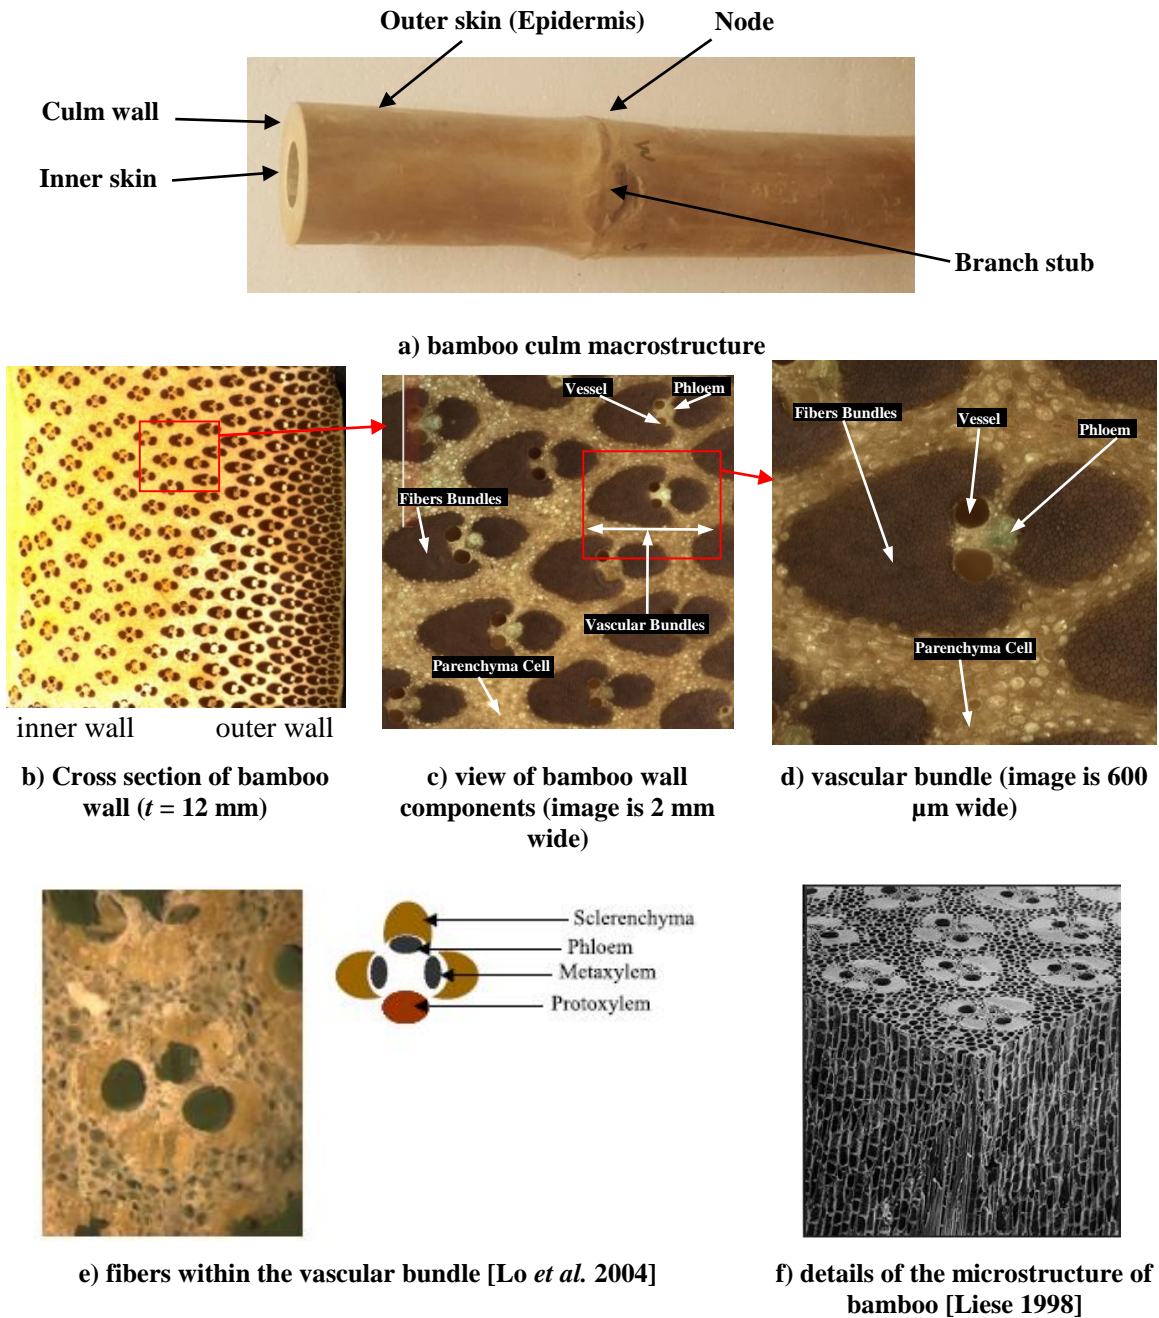 Outer skin (Epidermis)
Node
Culm wall
Inner skin
Branch stub
a) bamboo culm macrostructure
Vessel
Phloem
Fibers Bundles
Vascular Bundles
Parenchyma Cell
Fibers Bundles
Vessel
Phloem
Parenchyma Cell
inner wall
outer wall
b) Cross section of bamboo
wall (t = 12 mm)
c) view of bamboo wall
components (image is 2 mm
wide)
d) vascular bundle (image is 600
µm wide)
Sclerenchyma
Phloem
Metaxylem
Protoxylem
e) fibers within the vascular bundle [Lo et al. 2004]
f) details of the microstructure of
bamboo [Liese 1998]